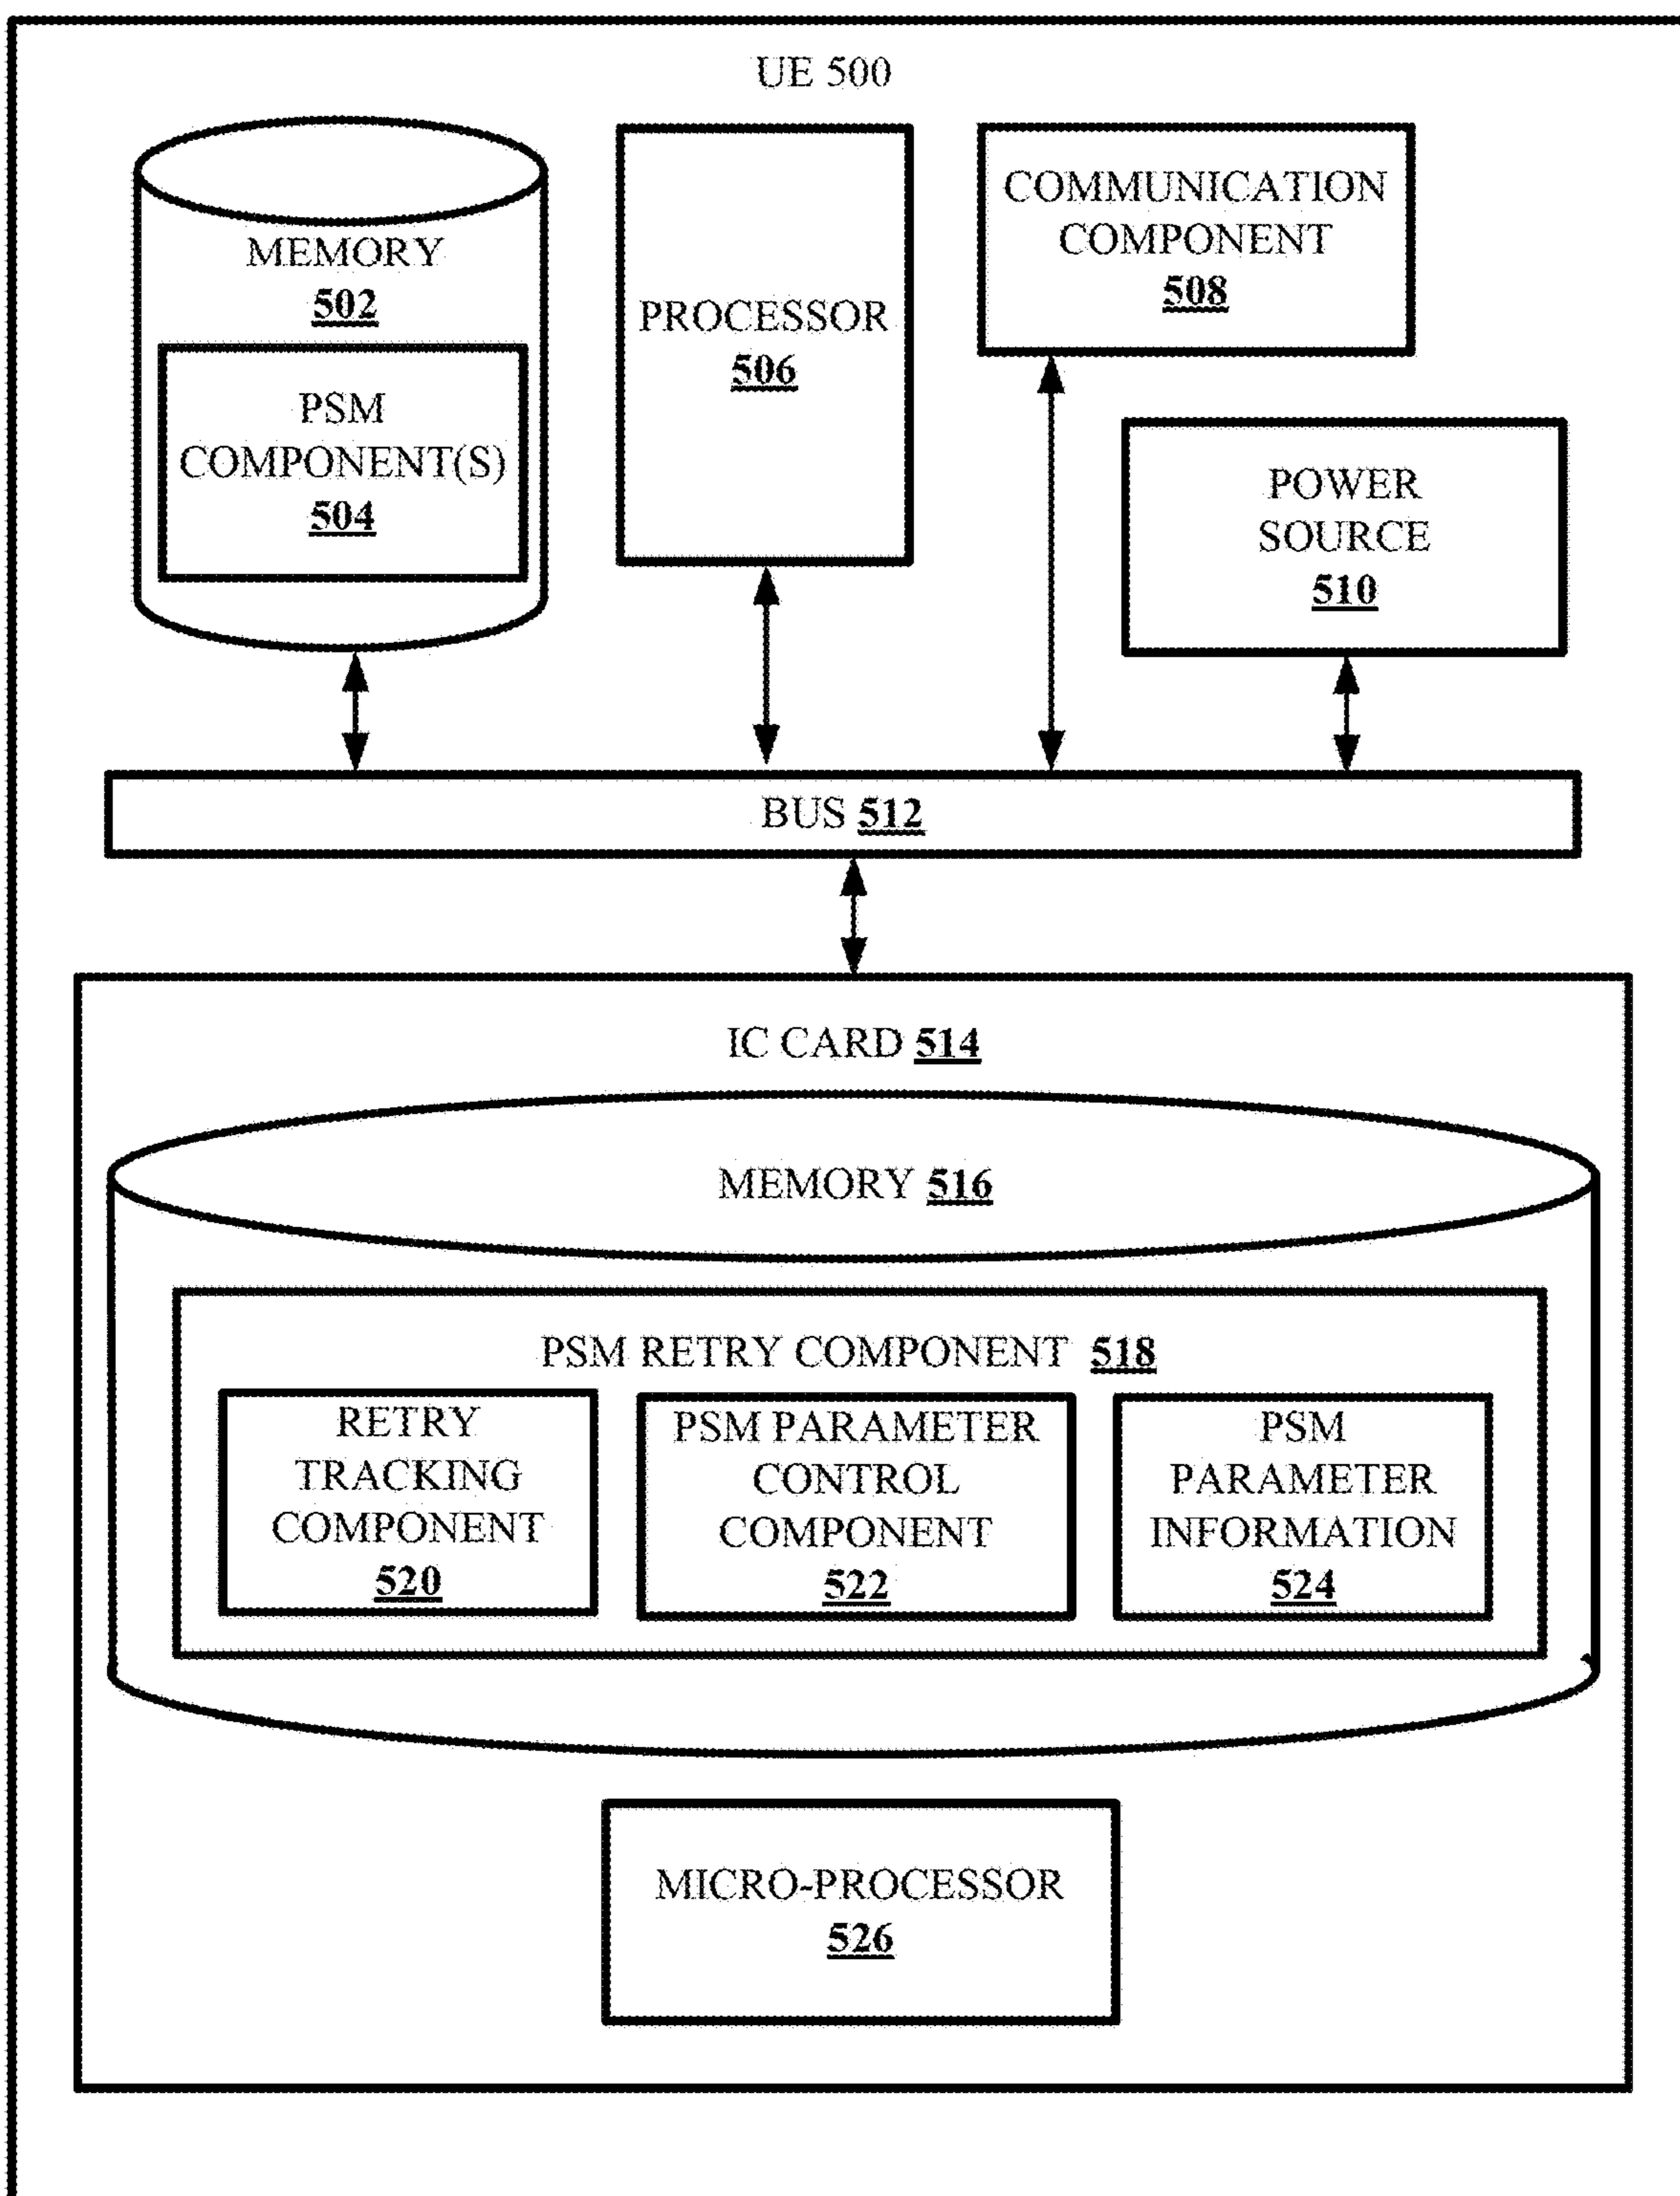 UE 500
MEMORY
502
PSM
COMPONENT(S)
504
PROCESSOR
506
COMMUNICATION
COMPONENT
508
POWER
SOURCE
510
BUS 512
IC CARD 514
MEMORY 516
PSM RETRY COMPONENT 518
RETRY
TRACKING
COMPONENT
520
PSM PARAMETER
CONTROL
COMPONENT
522
PSM
PARAMETER
INFORMATION
524
MICRO-PROCESSOR
526